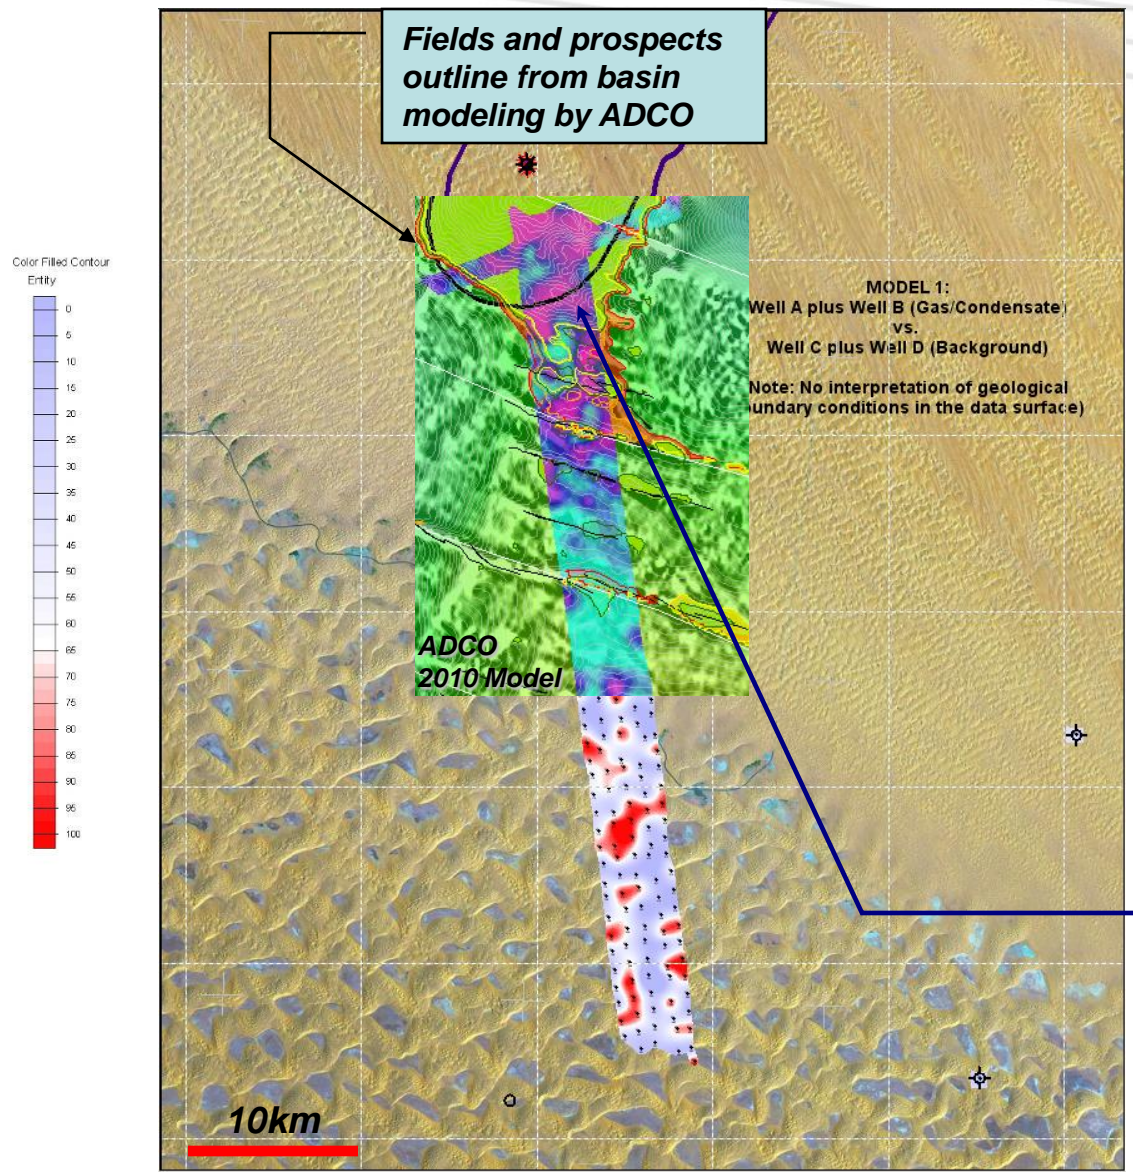 Fields and prospects
outline from basin
modeling by ADCO
Color Filled Contour
Entity
0
5
10
15
20
25
30
35
40
45
50
55
60
65
70
75
80
85
90
95
100
MODEL 1:
Well A plus Well B (Gas/Condensate)
vs.
Well C plus Well D (Background)
Note: No interpretation of geological
oundary conditions in the data surface)
ADCO
2010 Model
10km